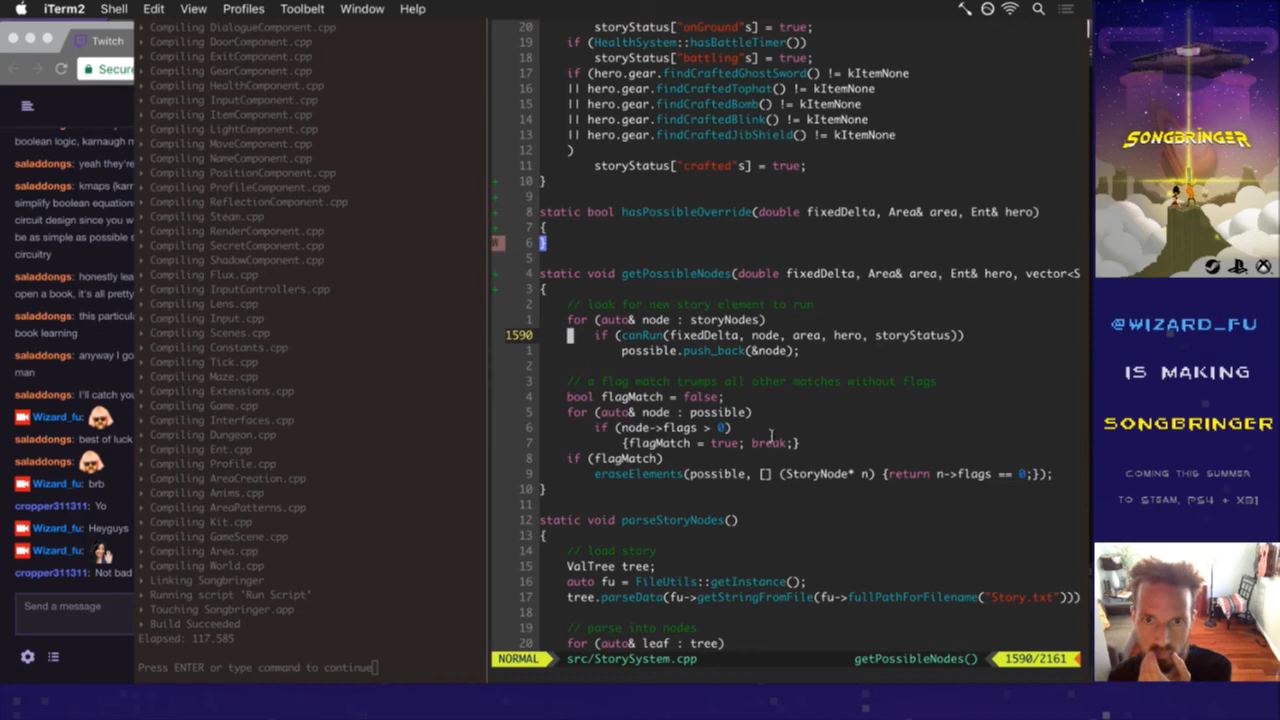 iTerm2 Shell Edit View Profiles Toolbelt Window Help
Twitch
Secure
boolean logic, karnaugh m
saladdongs: yeah they're
saladdongs: kmaps (karn
simplify boolean equations
circuit design since you w
be as simple as possible s
circuitry
saladdongs: honestly lea
open a book, it's all pretty
saladdongs: this particula
book learning
saladdongs: anyway I go
man
saladdongs: I'll catch you
Wizard_fu:
saladdongs: best of luck
saladdongs:
Wizard_fu: brb
cropper311311: Yo
Wizard_fu: Heyguys
Wizard_fu:
cropper311311: Not bad
Send a message
Compiling DialogueComponent.cpp
Compiling DoorComponent.cpp
Compiling ExitComponent.cpp
Compiling GearComponent.cpp
Compiling HealthComponent.cpp
Compiling InputComponent.cpp
Compiling ItemComponent.cpp
Compiling LightComponent.cpp
Compiling MoveComponent.cpp
Compiling NameComponent.cpp
Compiling PositionComponent.cpp
Compiling ProfileComponent.cpp
Compiling ReflectionComponent.cpp
Compiling Steam.cpp
Compiling RenderComponent.cpp
Compiling SecretComponent.cpp
Compiling ShadowComponent.cpp
Compiling Flux.cpp
Compiling InputControllers.cpp
Compiling Lens.cpp
Compiling Input.cpp
Compiling Scenes.cpp
Compiling Constants.cpp
Compiling Tick.cpp
Compiling Maze.cpp
Compiling Extensions.cpp
Compiling Game.cpp
Compiling Interfaces.cpp
Compiling Dungeon.cpp
Compiling Ent.cpp
Compiling Profile.cpp
Compiling AreaCreation.cpp
Compiling Anims.cpp
Compiling AreaPatterns.cpp
Compiling Kit.cpp
Compiling GameScene.cpp
Compiling Area.cpp
Compiling World.cpp
Linking Songbringer
Running script 'Run Script'
Touching Songbringer.app
Build Succeeded
Elapsed: 117.585
Press ENTER or type command to continue
20 storyStatus["onGround"s] = true;
19 if (HealthSystem::hasBattleTimer())
18 storyStatus["battling"s] = true;
17 if (hero.gear.findCraftedGhostSword() != kItemNone
16 || hero.gear.findCraftedTophat() != kItemNone
15 || hero.gear.findCraftedBomb() != kItemNone
14 || hero.gear.findCraftedBlink() != kItemNone
13 || hero.gear.findCraftedJibShield() != kItemNone
12 )
11 storyStatus["crafted"s] = true;
+ 10 }
+ 9
+ 8 static bool hasPossibleOverride(double fixedDelta, Area& area, Ent& hero)
+ 7 {
W 6 }
5
+ 4 static void getPossibleNodes(double fixedDelta, Area& area, Ent& hero, vector<S
+ 3 {
2 // look for new story element to run
1 for (auto& node : storyNodes)
1590 if (canRun(fixedDelta, node, area, hero, storyStatus))
1 possible.push_back(&node);
2
3 // a flag match trumps all other matches without flags
4 bool flagMatch = false;
5 for (auto& node : possible)
6 if (node->flags > 0)
7 {flagMatch = true; break;}
8 if (flagMatch)
9 eraseElements(possible, [] (StoryNode* n) {return n->flags == 0;});
10 }
11
12 static void parseStoryNodes()
13 {
14 // load story
15 ValTree tree;
16 auto fu = FileUtils::getInstance();
17 tree.parseData(fu->getStringFromFile(fu->fullPathForFilename("Story.txt")))
18
19 // parse into nodes
20 for (auto& leaf : tree)
NORMAL src/StorySystem.cpp getPossibleNodes() 1590/2161
SONGBRINGER
@WIZARD_FU
IS MAKING
SONGBRINGER
COMING THIS SUMMER
TO STEAM, PS4 + XB1